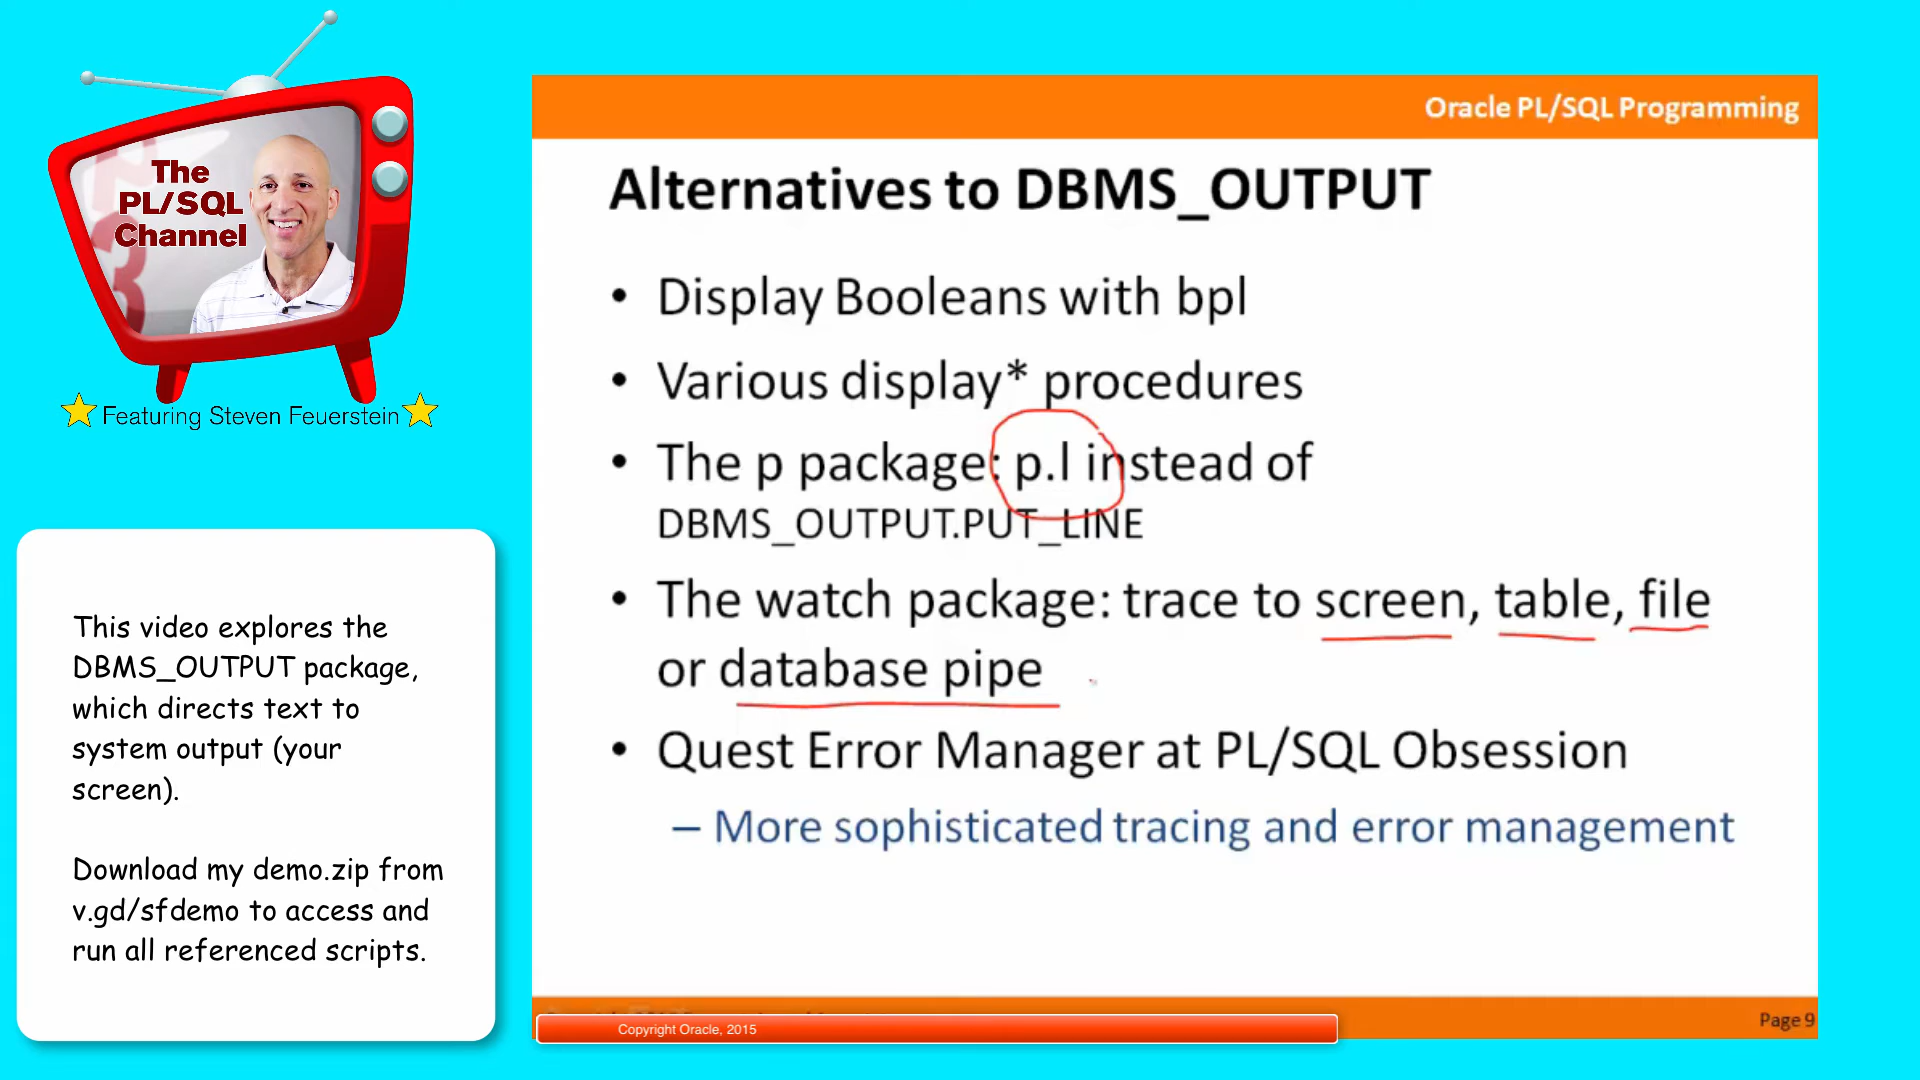 The
PL/SQL
Channel
Featuring Steven Feuerstein
This video explores the
DBMS_OUTPUT package,
which directs text to
system output (your
screen).
Download my demo.zip from
v.gd/sfdemo to access and
run all referenced scripts.
Oracle PL/SQL Programming
Alternatives to DBMS_OUTPUT
• Display Booleans with bpl
• Various display* procedures
• The p package: p.l instead of
DBMS_OUTPUT.PUT_LINE
• The watch package: trace to screen, table, file
or database pipe
• Quest Error Manager at PL/SQL Obsession
– More sophisticated tracing and error management
Copyright Oracle, 2015
Page 9